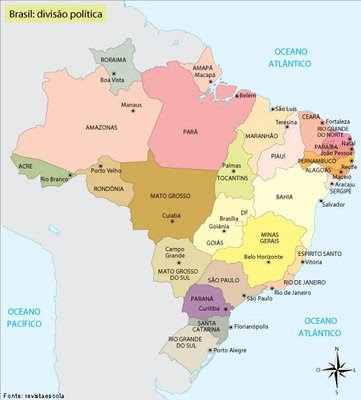 Brasil: divisão política
OCEANO
ATLÂNTICO
RORAIMA
Boa Vista
AMAPÁ
Macapá
Belém
Manaus
AMAZONAS
PARÁ
São Luis
MARANHÃO
Teresina
CEARÁ
Fortaleza
RIO GRANDE
DO NORTE
Natal
PARAÍBA
João Pessoa
PIAUÍ
PERNAMBUCO
Recife
ALAGOAS
Maceió
Aracaju
SERGIPE
ACRE
Rio Branco
Porto Velho
RONDÔNIA
Palmas
TOCANTINS
MATO GROSSO
Cuiabá
BAHIA
Salvador
DF
Brasília
Goiânia
GOIÁS
MINAS
GERAIS
Belo Horizonte
ESPÍRITO SANTO
Vitória
Campo
Grande
MATO GROSSO
DO SUL
SÃO PAULO
São Paulo
RIO DE JANEIRO
Rio de Janeiro
PARANÁ
Curitiba
SANTA
CATARINA
Florianópolis
RIO GRANDE
DO SUL
Porto Alegre
OCEANO
PACÍFICO
OCEANO
ATLÂNTICO
N
S
Fonte: revistaescola